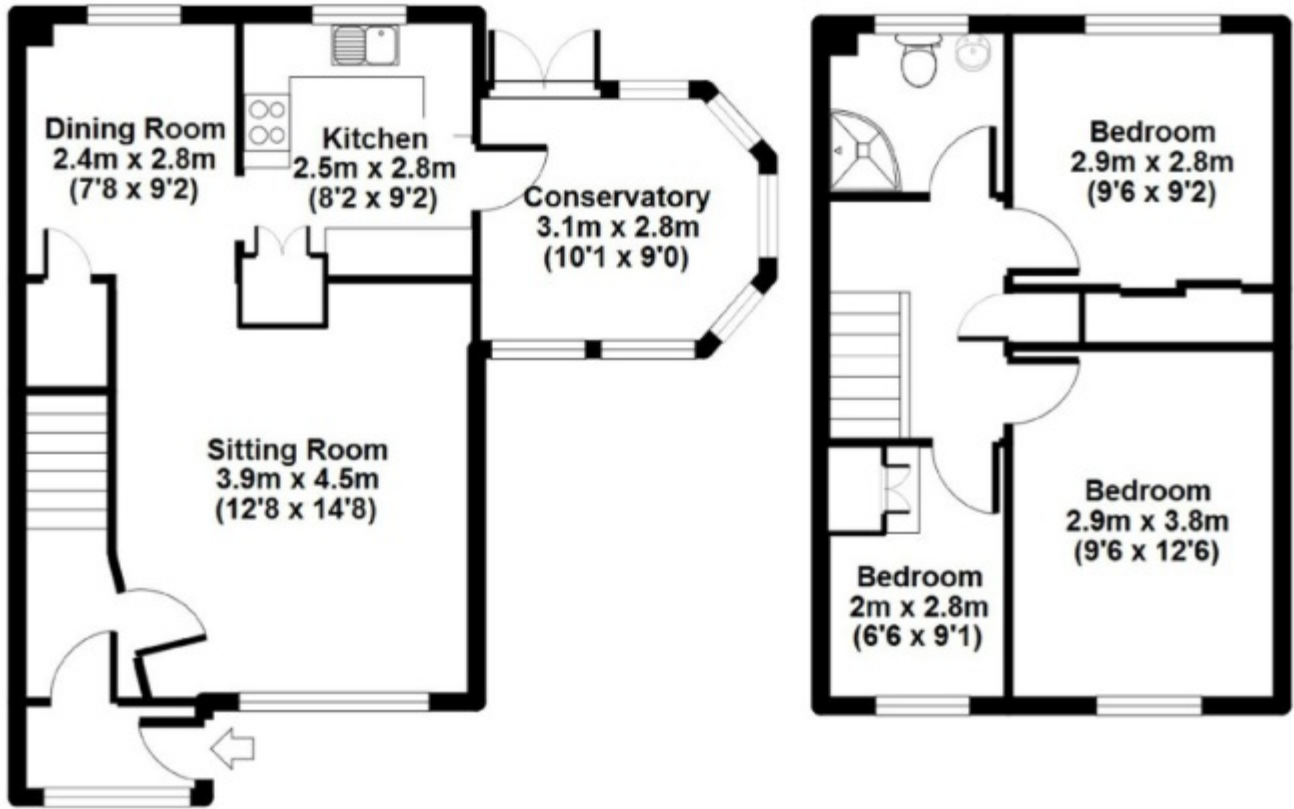 Dining Room
2.4m x 2.8m
(7'8 x 9'2)
Kitchen
2.5m x 2.8m
(8'2 x 9'2)
Conservatory
3.1m x 2.8m
(10'1 x 9'0)
Sitting Room
3.9m x 4.5m
(12'8 x 14'8)
Bedroom
2.9m x 2.8m
(9'6 x 9'2)
Bedroom
2.9m x 3.8m
(9'6 x 12'6)
Bedroom
2m x 2.8m
(6'6 x 9'1)